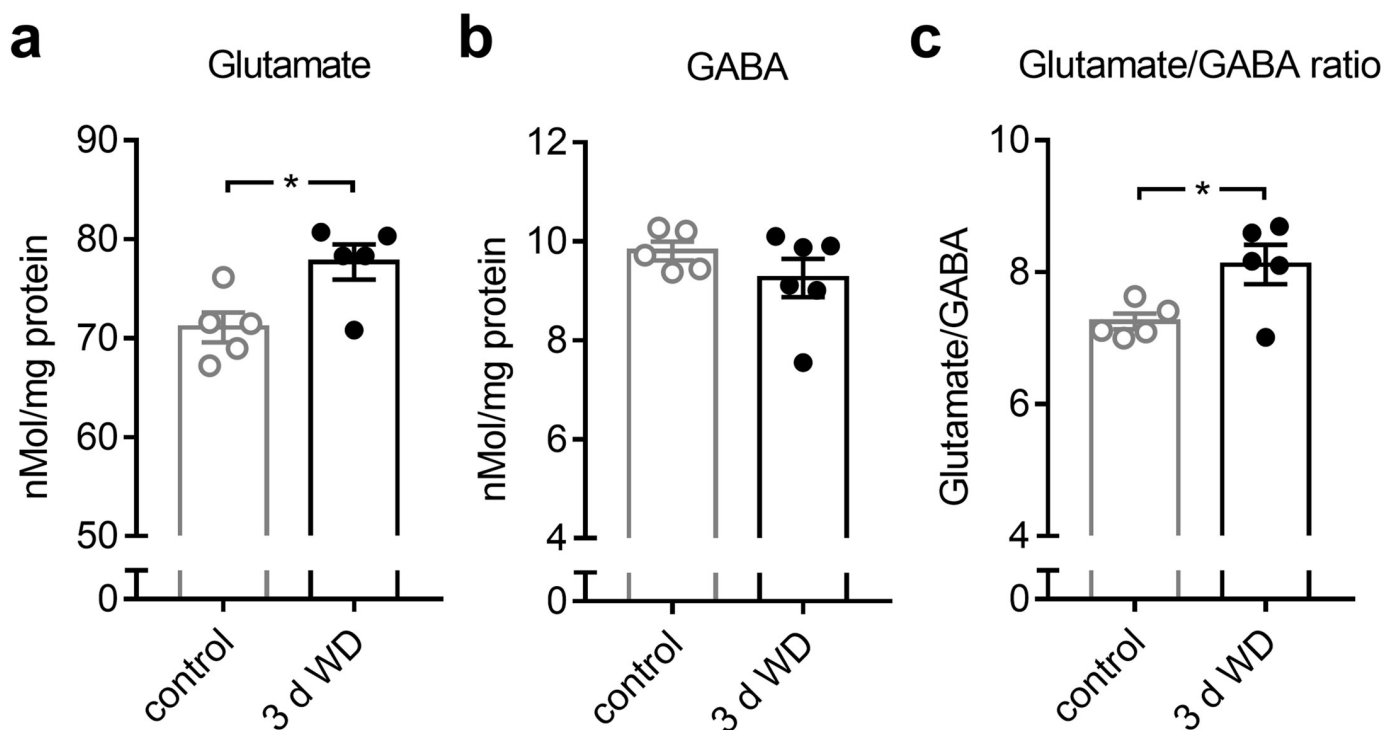 a
Glutamate
nMol/mg protein
90
80
70
60
50
0
*
control
3 d WD
b
GABA
nMol/mg protein
12
10
8
6
4
0
control
3 d WD
c
Glutamate/GABA ratio
Glutamate/GABA
10
8
6
4
0
*
control
3 d WD